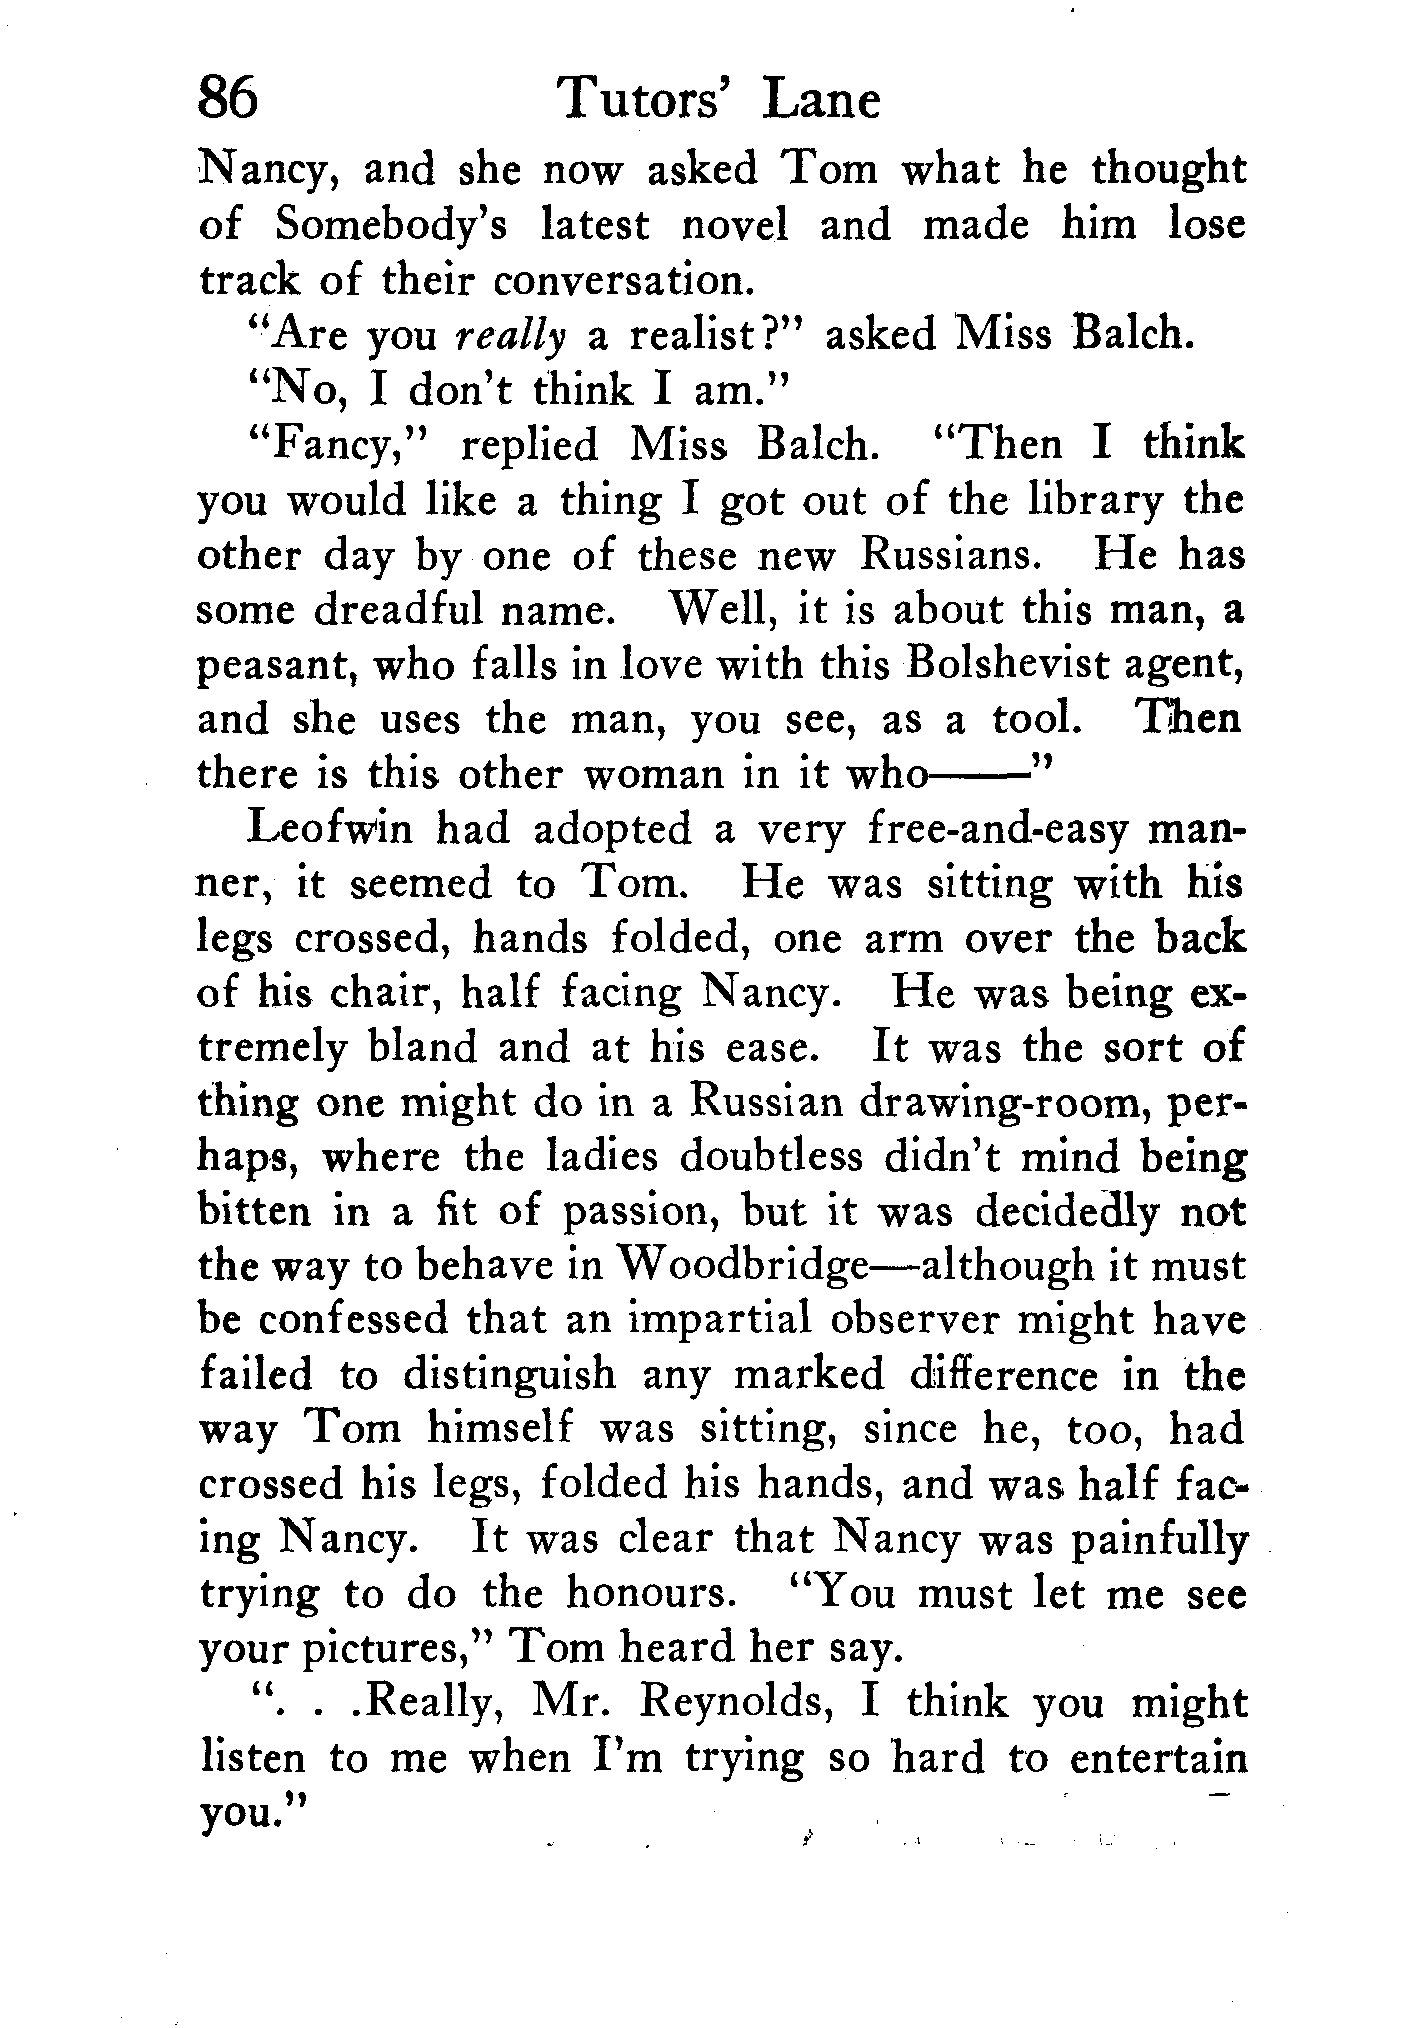 86 Tutors' Lane
Nancy, and she now asked Tom what he thought
of Somebody's latest novel and made him lose
track of their conversation.
"Are you really a realist?" asked Miss Balch.
"No, I don't think I am."
"Fancy," replied Miss Balch. "Then I think
you would like a thing I got out of the library the
other day by one of these new Russians. He has
some dreadful name. Well, it is about this man, a
peasant, who falls in love with this Bolshevist agent,
and she uses the man, you see, as a tool. Then
there is this other woman in it who——"
Leofwin had adopted a very free-and-easy man-
ner, it seemed to Tom. He was sitting with his
legs crossed, hands folded, one arm over the back
of his chair, half facing Nancy. He was being ex-
tremely bland and at his ease. It was the sort of
thing one might do in a Russian drawing-room, per-
haps, where the ladies doubtless didn't mind being
bitten in a fit of passion, but it was decidedly not
the way to behave in Woodbridge—although it must
be confessed that an impartial observer might have
failed to distinguish any marked difference in the
way Tom himself was sitting, since he, too, had
crossed his legs, folded his hands, and was half fac-
ing Nancy. It was clear that Nancy was painfully
trying to do the honours. "You must let me see
your pictures," Tom heard her say.
". . .Really, Mr. Reynolds, I think you might
listen to me when I'm trying so hard to entertain
you."